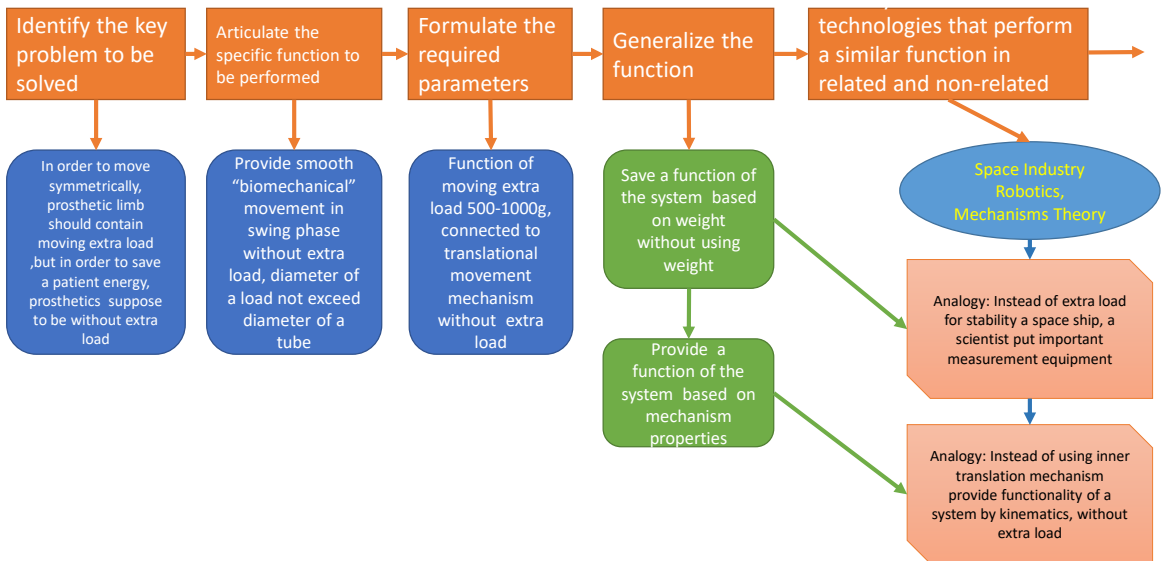 Identify the key
problem to be
solved
Articulate the
specific function to
be performed
Formulate the
required
parameters
Generalize the
function
technologies that perform
a similar function in
related and non-related
In order to move
symmetrically,
prosthetic limb
should contain
moving extra load
,but in order to save
a patient energy,
prosthetics suppose
to be without extra
load
Provide smooth
“biomechanical”
movement in
swing phase
without extra
load, diameter of
a load not exceed
diameter of a
tube
Function of
moving extra
load 500-1000g,
connected to
translational
movement
mechanism
without extra
load
Save a function of
the system based
on weight
without using
weight
Provide a
function of the
system based on
mechanism
properties
Space Industry
Robotics,
Mechanisms Theory
Analogy: Instead of extra load
for stability a space ship, a
scientist put important
measurement equipment
Analogy: Instead of using inner
translation mechanism
provide functionality of a
system by kinematics, without
extra load